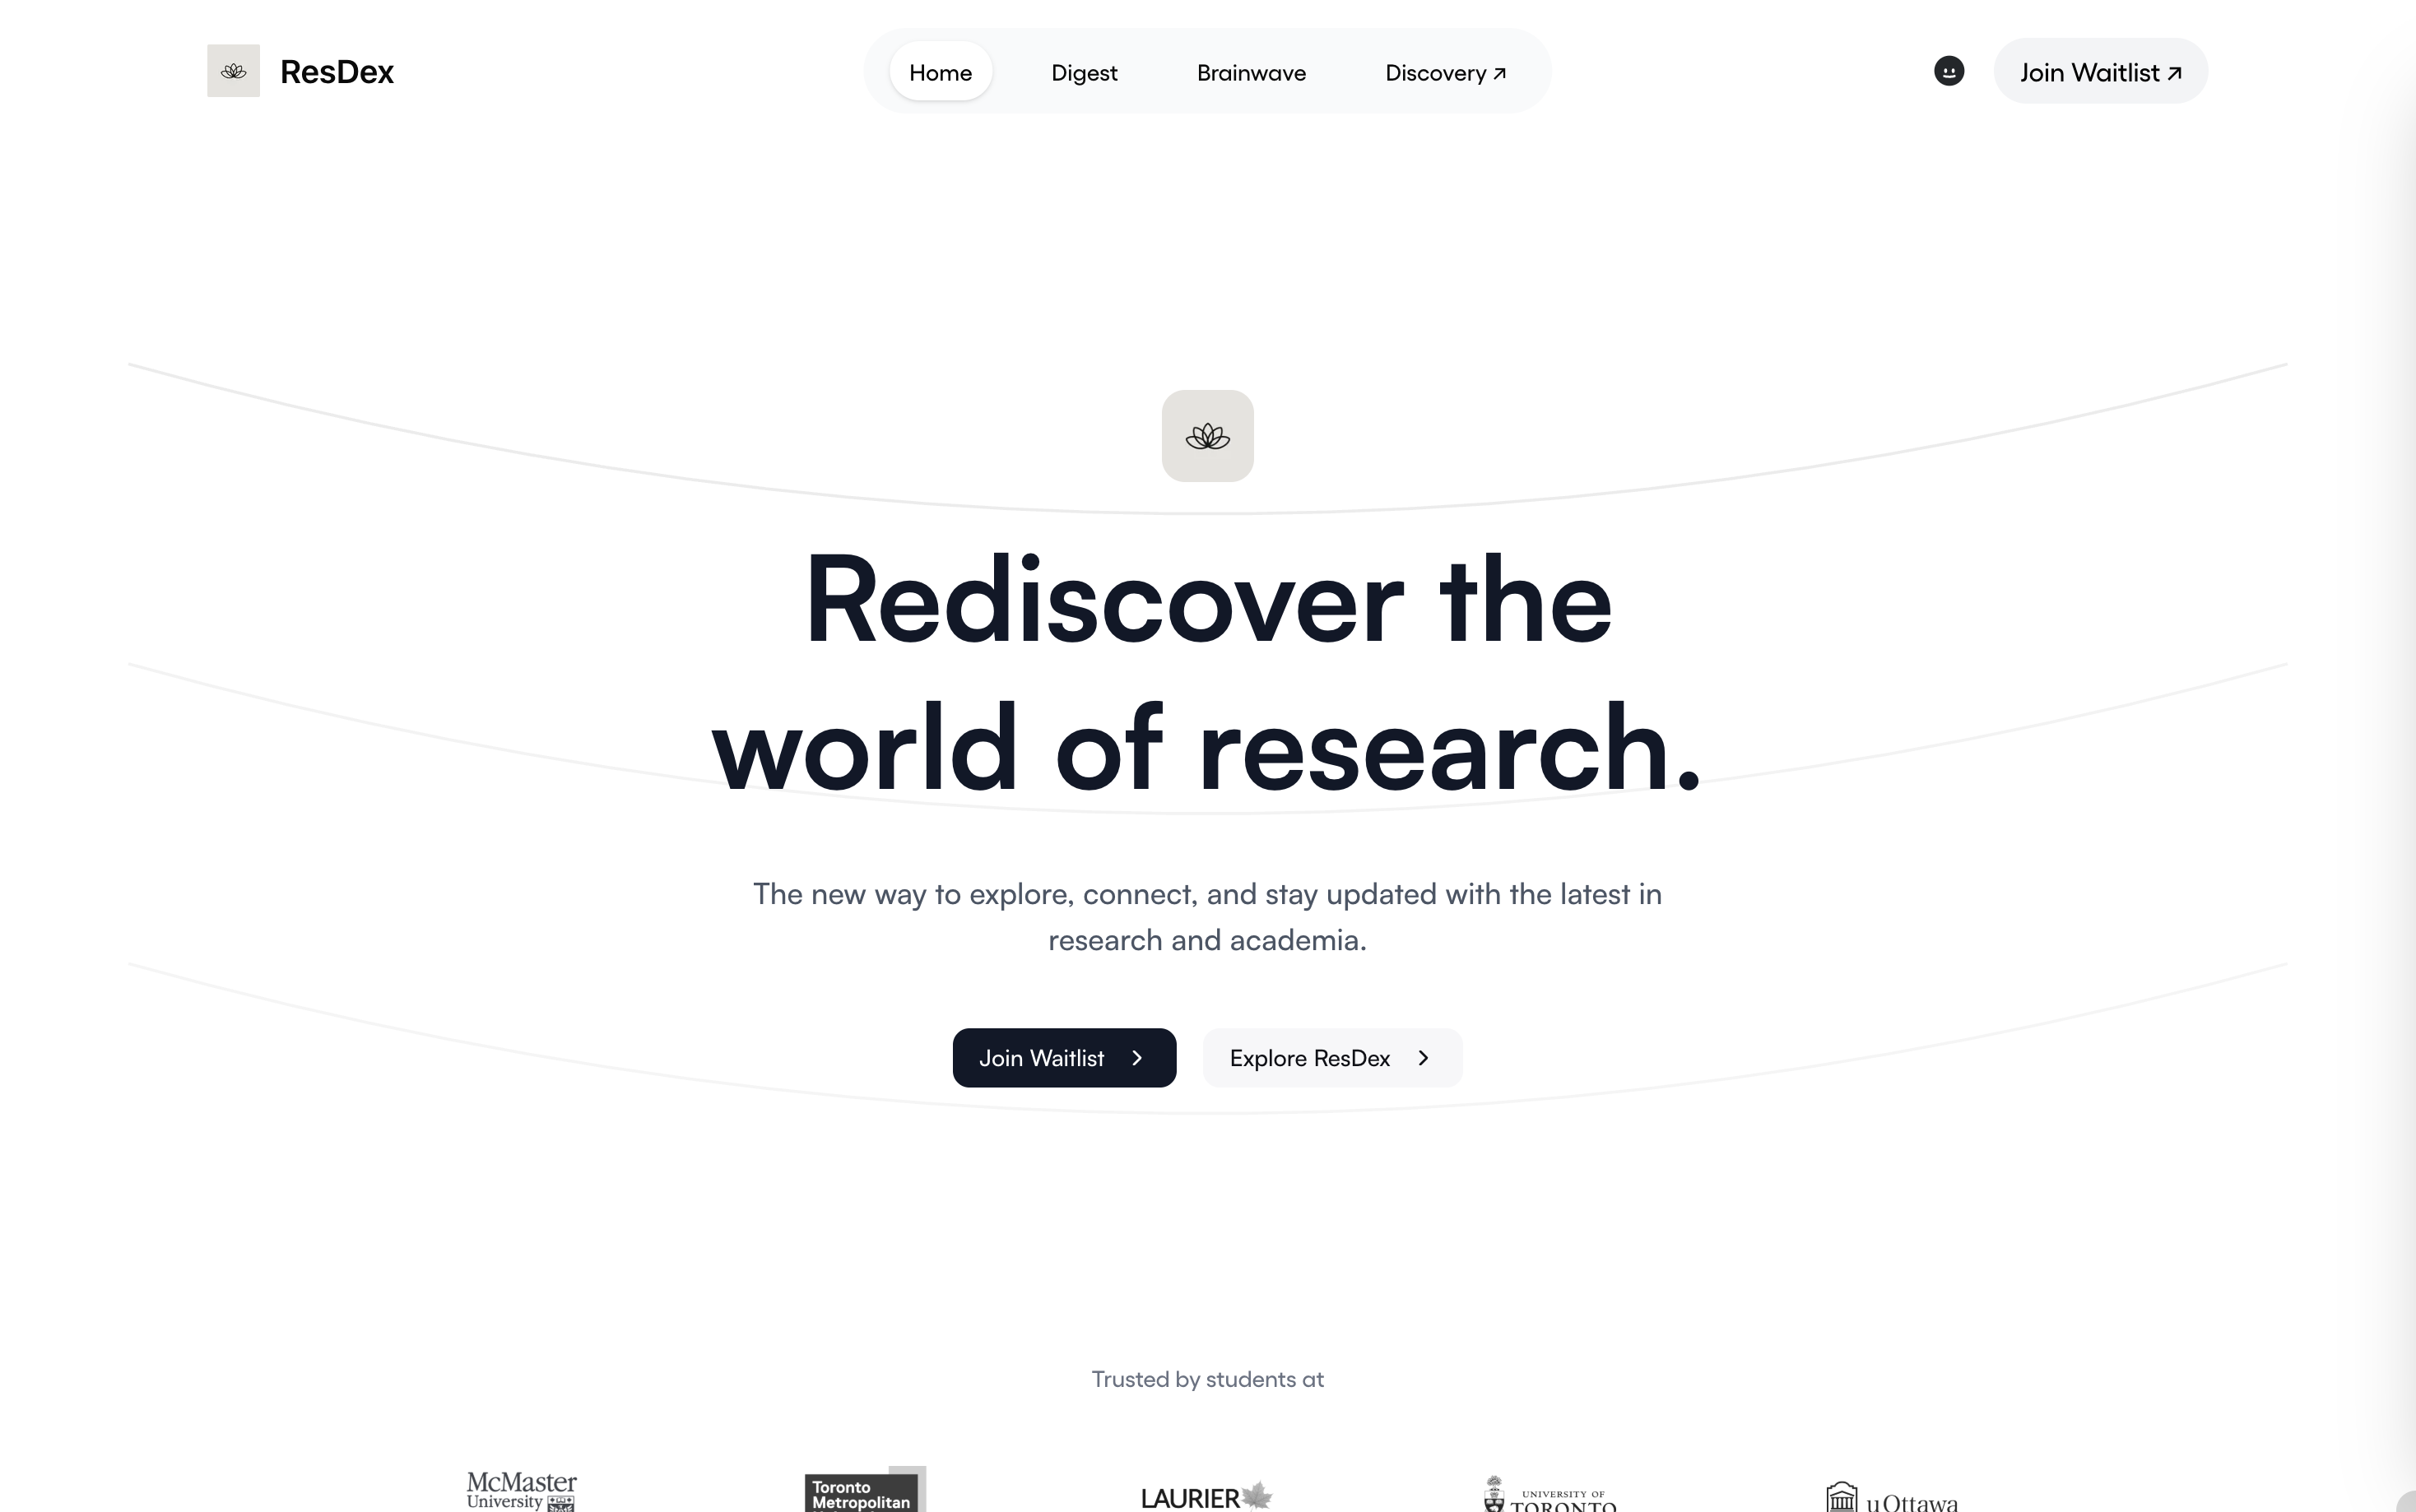 ResDex
Home
Digest
Brainwave
Discovery
Join Waitlist
Rediscover the
world of research.
The new way to explore, connect, and stay updated with the latest in
research and academia.
Join Waitlist
Explore ResDex
Trusted by students at
McMaster
University
Toronto
Metropolitan
LAURIER
UNIVERSITY OF
TORONTO
uOttawa